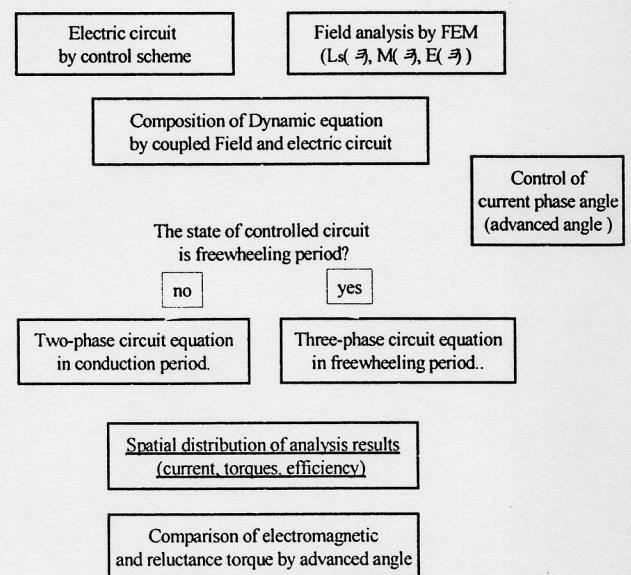 Electric circuit
by control scheme
Field analysis by FEM
(Ls( ヨ), M( ヨ), E( ヨ) )
Composition of Dynamic equation
by coupled Field and electric circuit
Control of
current phase angle
(advanced angle )
The state of controlled circuit
is freewheeling period?
no
yes
Two-phase circuit equation
in conduction period.
Three-phase circuit equation
in freewheeling period..
Spatial distribution of analysis results
(current, torques, efficiency)
Comparison of electromagnetic
and reluctance torque by advanced angle